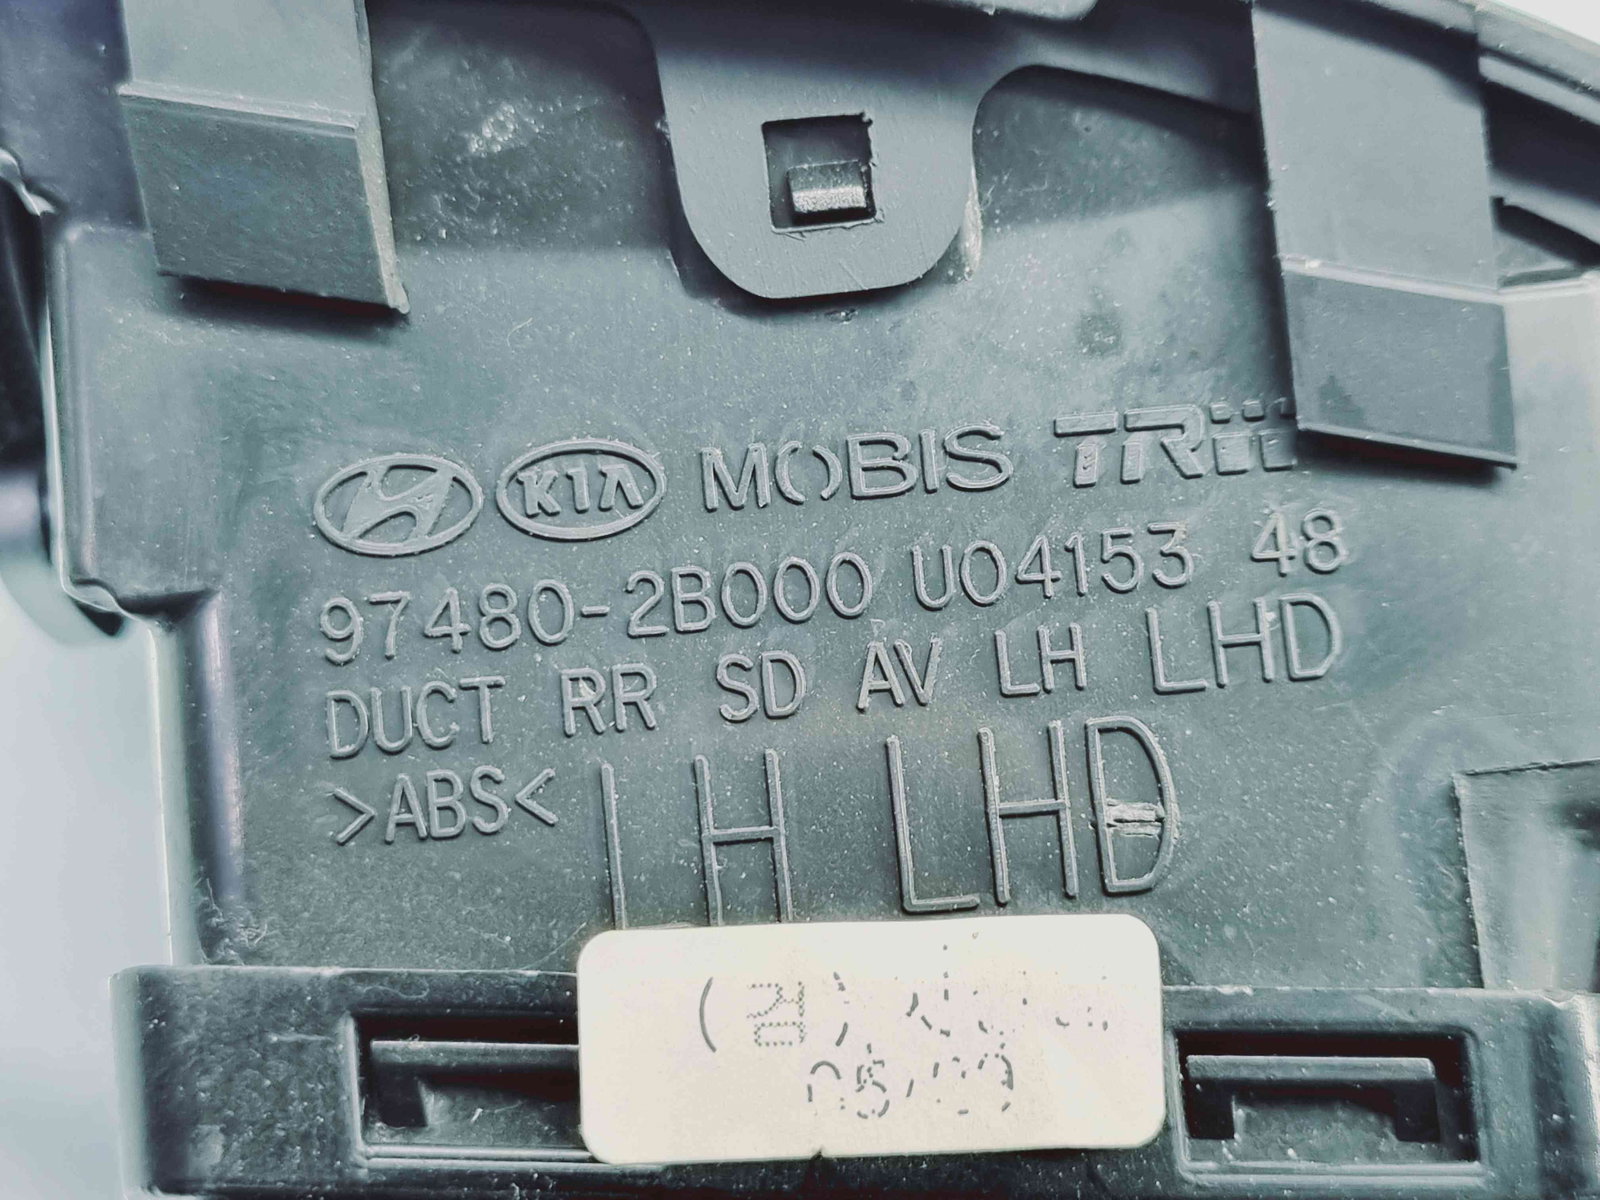 KIA MOBIS
97480-2B000 U04153 48
DUCT RR SD AV LH LHD
>ABS<
LH LHD